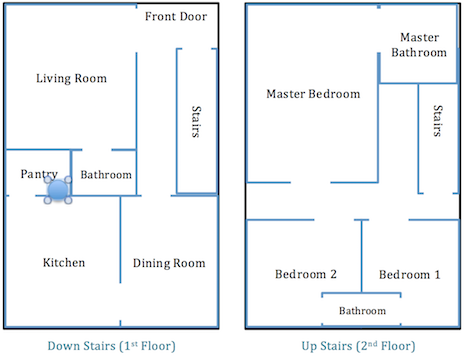 Front Door
Living Room
Stairs
Pantry
Bathroom
Kitchen
Dining Room
Down Stairs (1st Floor)
Master
Bathroom
Master Bedroom
Stairs
Bedroom 2
Bedroom 1
Bathroom
Up Stairs (2nd Floor)